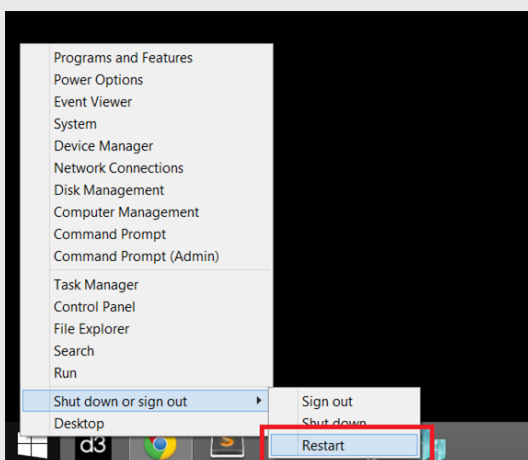 Programs and Features
Power Options
Event Viewer
System
Device Manager
Network Connections
Disk Management
Computer Management
Command Prompt
Command Prompt (Admin)
Task Manager
Control Panel
File Explorer
Search
Run
Shut down or sign out
Desktop
Sign out
Shut down
Restart
d3
S